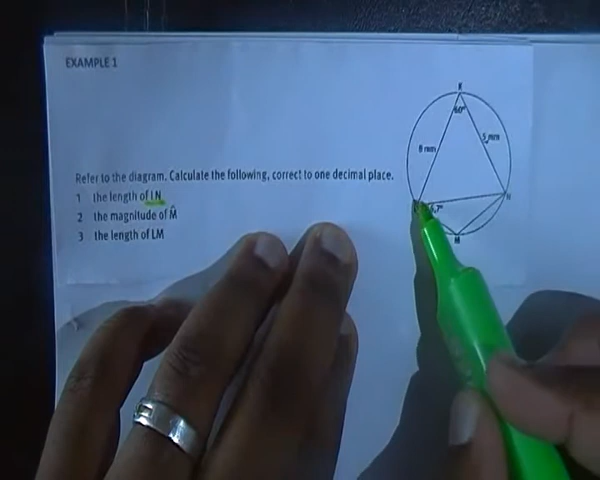 EXAMPLE 1
K
60°
8 mm
5 mm
Refer to the diagram. Calculate the following, correct to one decimal place.
1 the length of LN
N
2 the magnitude of M̂
3 the length of LM
M